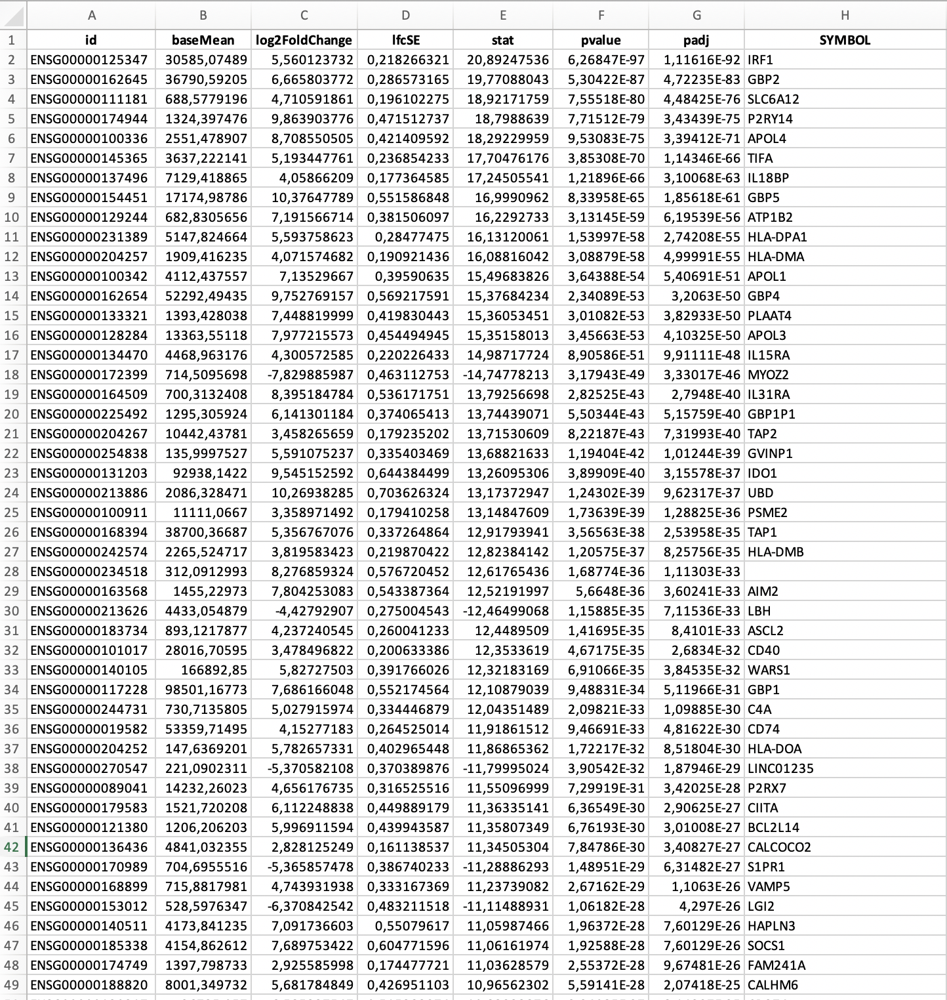 A B C D E F G H
1 id baseMean log2FoldChange lfcSE stat pvalue padj SYMBOL
2 ENSG00000125347 30585,07489 5,560123732 0,218266321 20,89247536 6,26847E-97 1,11616E-92 IRF1
3 ENSG00000162645 36790,59205 6,665803772 0,286573165 19,77088043 5,30422E-87 4,72235E-83 GBP2
4 ENSG00000111181 688,5779196 4,710591861 0,196102275 18,92171759 7,55518E-80 4,48425E-76 SLC6A12
5 ENSG00000174944 1324,397476 9,863903776 0,471512737 18,7988639 7,71512E-79 3,43439E-75 P2RY14
6 ENSG00000100336 2551,478907 8,708550505 0,421409592 18,29229959 9,53083E-75 3,39412E-71 APOL4
7 ENSG00000145365 3637,222141 5,193447761 0,236854233 17,70476176 3,85308E-70 1,14346E-66 TIFA
8 ENSG00000137496 7129,418865 4,05866209 0,177364585 17,24505541 1,21896E-66 3,10068E-63 IL18BP
9 ENSG00000154451 17174,98786 10,37647789 0,551586848 16,9990962 8,33958E-65 1,85618E-61 GBP5
10 ENSG00000129244 682,8305656 7,191566714 0,381506097 16,2292733 3,13145E-59 6,19539E-56 ATP1B2
11 ENSG00000231389 5147,824664 5,593758623 0,28477475 16,13120061 1,53997E-58 2,74208E-55 HLA-DPA1
12 ENSG00000204257 1909,416235 4,071574682 0,190921436 16,08816042 3,08879E-58 4,99991E-55 HLA-DMA
13 ENSG00000100342 4112,437557 7,13529667 0,39590635 15,49683826 3,64388E-54 5,40691E-51 APOL1
14 ENSG00000162654 52292,49435 9,752769157 0,569217591 15,37684234 2,34089E-53 3,2063E-50 GBP4
15 ENSG00000133321 1393,428038 7,448819999 0,419830443 15,36053451 3,01082E-53 3,82933E-50 PLAAT4
16 ENSG00000128284 13363,55118 7,977215573 0,454494945 15,35158013 3,45663E-53 4,10325E-50 APOL3
17 ENSG00000134470 4468,963176 4,300572585 0,220226433 14,98717724 8,90586E-51 9,91111E-48 IL15RA
18 ENSG00000172399 714,5095698 -7,829885987 0,463112753 -14,74778213 3,17943E-49 3,33017E-46 MYOZ2
19 ENSG00000164509 700,3132408 8,395184784 0,536171751 13,79256698 2,82525E-43 2,7948E-40 IL31RA
20 ENSG00000225492 1295,305924 6,141301184 0,374065413 13,74439071 5,50344E-43 5,15759E-40 GBP1P1
21 ENSG00000204267 10442,43781 3,458265659 0,179235202 13,71530609 8,22187E-43 7,31993E-40 TAP2
22 ENSG00000254838 135,9997527 5,591075237 0,335403469 13,68821633 1,19404E-42 1,01244E-39 GVINP1
23 ENSG00000131203 92938,1422 9,545152592 0,644384499 13,26095306 3,89909E-40 3,15578E-37 IDO1
24 ENSG00000213886 2086,328471 10,26938285 0,703626324 13,17372947 1,24302E-39 9,62317E-37 UBD
25 ENSG00000100911 11111,0667 3,358971492 0,179410258 13,14847609 1,73639E-39 1,28825E-36 PSME2
26 ENSG00000168394 38700,36687 5,356767076 0,337264864 12,91793941 3,56563E-38 2,53958E-35 TAP1
27 ENSG00000242574 2265,524717 3,819583423 0,219870422 12,82384142 1,20575E-37 8,25756E-35 HLA-DMB
28 ENSG00000234518 312,0912993 8,276859324 0,576720452 12,61765436 1,68774E-36 1,11303E-33
29 ENSG00000163568 1455,22973 7,804253083 0,543387364 12,52191997 5,6648E-36 3,60241E-33 AIM2
30 ENSG00000213626 4433,054879 -4,42792907 0,275004543 -12,46499068 1,15885E-35 7,11536E-33 LBH
31 ENSG00000183734 893,1217877 4,237240545 0,260041233 12,4489509 1,41695E-35 8,4101E-33 ASCL2
32 ENSG00000101017 28016,70595 3,478496822 0,200633386 12,3533619 4,67175E-35 2,6834E-32 CD40
33 ENSG00000140105 166892,85 5,82727503 0,391766026 12,32183169 6,91066E-35 3,84535E-32 WARS1
34 ENSG00000117228 98501,16773 7,686166048 0,552174564 12,10879039 9,48831E-34 5,11966E-31 GBP1
35 ENSG00000244731 730,7135805 5,027915974 0,334446879 12,04351489 2,09821E-33 1,09885E-30 C4A
36 ENSG00000019582 53359,71495 4,15277183 0,264525014 11,91861512 9,46691E-33 4,81622E-30 CD74
37 ENSG00000204252 147,6369201 5,782657331 0,402965448 11,86865362 1,72217E-32 8,51804E-30 HLA-DOA
38 ENSG00000270547 221,0902311 -5,370582108 0,370389876 -11,79995024 3,90542E-32 1,87946E-29 LINC01235
39 ENSG00000089041 14232,26023 4,656176735 0,316525516 11,55096999 7,29919E-31 3,42025E-28 P2RX7
40 ENSG00000179583 1521,720208 6,112248838 0,449889179 11,36335141 6,36549E-30 2,90625E-27 CIITA
41 ENSG00000121380 1206,206203 5,996911594 0,439943587 11,35807349 6,76193E-30 3,01008E-27 BCL2L14
42 ENSG00000136436 4841,032355 2,828125249 0,161138537 11,34505304 7,84786E-30 3,40827E-27 CALCOCO2
43 ENSG00000170989 704,6955516 -5,365857478 0,386740233 -11,28886293 1,48951E-29 6,31482E-27 S1PR1
44 ENSG00000168899 715,8817981 4,743931938 0,333167369 11,23739082 2,67162E-29 1,1063E-26 VAMP5
45 ENSG00000153012 528,5976347 -6,370842542 0,483211518 -11,11488931 1,06182E-28 4,297E-26 LGI2
46 ENSG00000140511 4173,841235 7,091736603 0,55079617 11,05987466 1,96372E-28 7,60129E-26 HAPLN3
47 ENSG00000185338 4154,862612 7,689753422 0,604771596 11,06161974 1,92588E-28 7,60129E-26 SOCS1
48 ENSG00000174749 1397,798733 2,925585998 0,174477721 11,03628579 2,55372E-28 9,67481E-26 FAM241A
49 ENSG00000188820 8001,349732 5,681784849 0,426951103 10,96562302 5,59141E-28 2,07418E-25 CALHM6